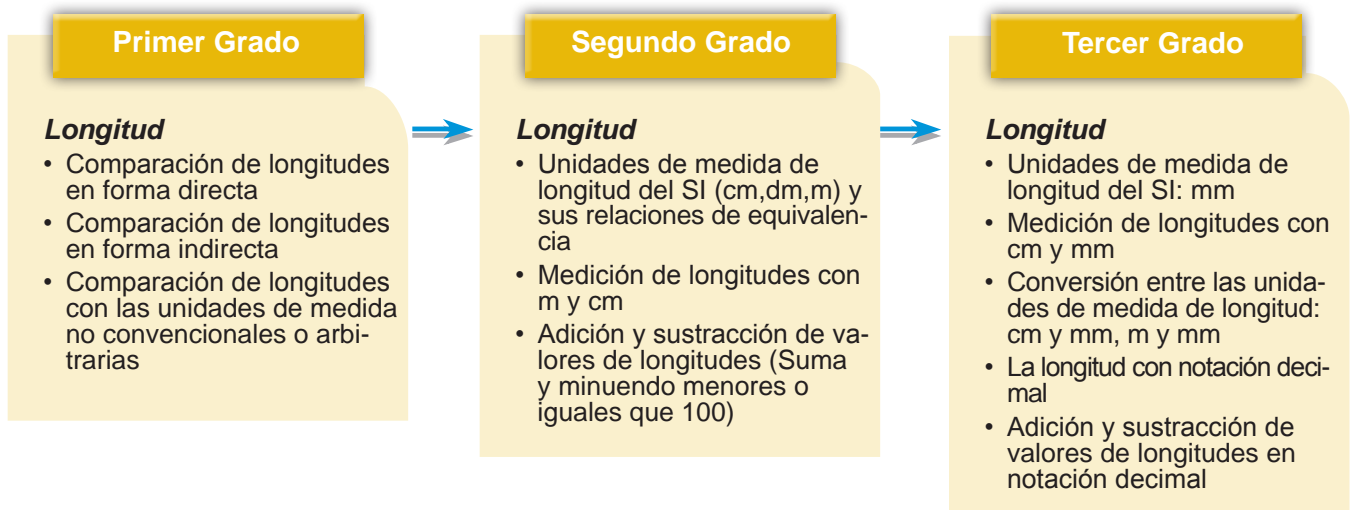 Primer Grado
Longitud
• Comparación de longitudes
en forma directa
• Comparación de longitudes
en forma indirecta
• Comparación de longitudes
con las unidades de medida
no convencionales o arbi-
trarias
Segundo Grado
Longitud
• Unidades de medida de
longitud del SI (cm,dm,m) y
sus relaciones de equivalen-
cia
• Medición de longitudes con
m y cm
• Adición y sustracción de va-
lores de longitudes (Suma
y minuendo menores o
iguales que 100)
Tercer Grado
Longitud
• Unidades de medida de
longitud del SI: mm
• Medición de longitudes con
cm y mm
• Conversión entre las unida-
des de medida de longitud:
cm y mm, m y mm
• La longitud con notación deci-
mal
• Adición y sustracción de
valores de longitudes en
notación decimal